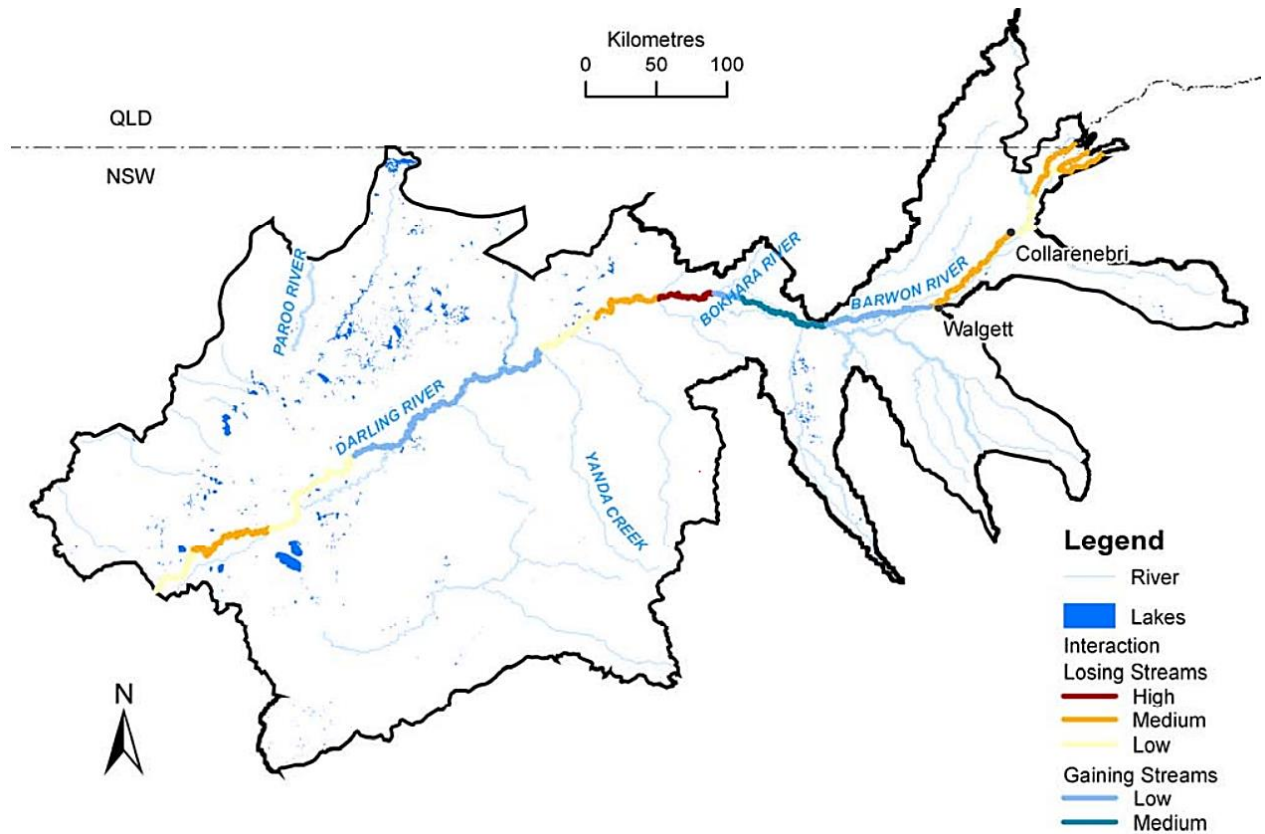 Kilometres
0 50 100
QLD
NSW
PAROO RIVER
BOKHARA RIVER
BARWON RIVER
Collarenebri
Walgett
DARLING RIVER
YANDA CREEK
N
Legend
River
Lakes
Interaction
Losing Streams
High
Medium
Low
Gaining Streams
Low
Medium